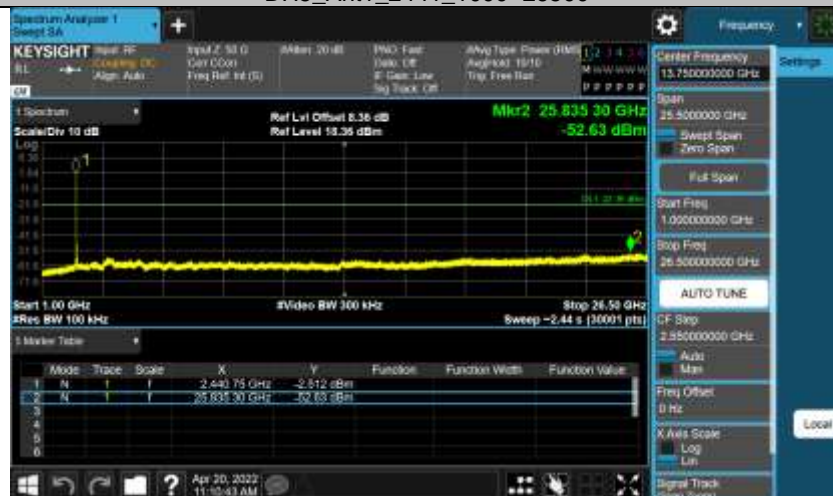 Spectrum Analyzer 1
Swept SA
+
Frequency
KEYSIGHT Input: RF
RL
Coupling: DC
Align: Auto
Input Z: 50 Ω
Corr CCorr
Freq Ref: Int (S)
#Atten: 20 dB
PNO: Fast
Gate: Off
IF Gain: Low
Sig Track: Off
#Avg Type: Power (RMS)
Avg|Hold: 10/10
Trig: Free Run
1 2 3 4 5 6
M W W W W W
P P P P P P
Center Frequency
13.750000000 GHz
Settings
Span
25.5000000 GHz
Swept Span
Zero Span
Full Span
Start Freq
1.000000000 GHz
Stop Freq
26.500000000 GHz
AUTO TUNE
CF Step
2.550000000 GHz
Auto
Man
Freq Offset
0 Hz
X Axis Scale
Log
Lin
Signal Track
Local
1 Spectrum
Scale/Div 10 dB
Log
Ref Lvl Offset 8.36 dB
Ref Level 18.36 dBm
Mkr2 25.835 30 GHz
-52.63 dBm
1
2
Start 1.00 GHz
#Res BW 100 kHz
#Video BW 300 kHz
Stop 26.50 GHz
Sweep ~2.44 s (30001 pts)
5 Marker Table
Mode Trace Scale X Y Function Function Width Function Value
1 N 1 f 2.440 75 GHz -2.512 dBm
2 N 1 f 25.835 30 GHz -52.63 dBm
3
4
5
6
? Apr 20, 2022
11:10:43 AM